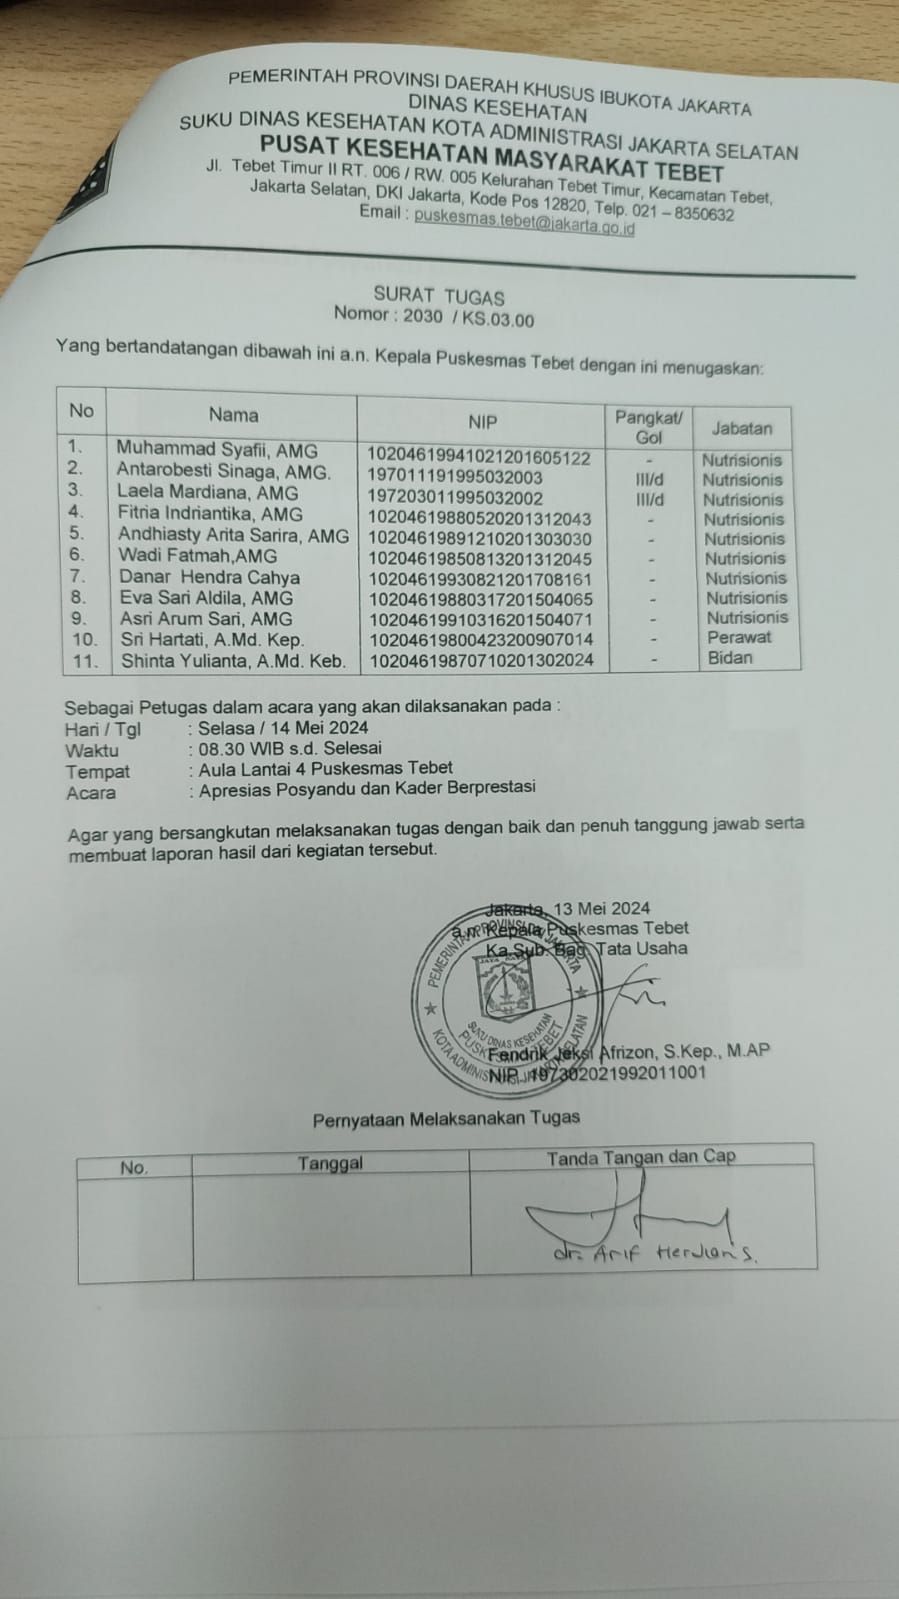 PEMERINTAH PROVINSI DAERAH KHUSUS IBUKOTA JAKARTA
DINAS KESEHATAN
SUKU DINAS KESEHATAN KOTA ADMINISTRASI JAKARTA SELATAN
PUSAT KESEHATAN MASYARAKAT TEBET
Jl. Tebet Timur II RT. 006 / RW. 005 Kelurahan Tebet Timur, Kecamatan Tebet,
Jakarta Selatan, DKI Jakarta, Kode Pos 12820, Telp. 021 – 8350632
Email : puskesmas.tebet@jakarta.go.id
SURAT TUGAS
Nomor : 2030 / KS.03.00
Yang bertandatangan dibawah ini a.n. Kepala Puskesmas Tebet dengan ini menugaskan:
No Nama NIP Pangkat/ Gol Jabatan
1. Muhammad Syafii, AMG 10204619941021201605122 - Nutrisionis
2. Antarobesti Sinaga, AMG. 197011191995032003 III/d Nutrisionis
3. Laela Mardiana, AMG 197203011995032002 III/d Nutrisionis
4. Fitria Indriantika, AMG 10204619880520201312043 - Nutrisionis
5. Andhiasty Arita Sarira, AMG 10204619891210201303030 - Nutrisionis
6. Wadi Fatmah,AMG 10204619850813201312045 - Nutrisionis
7. Danar Hendra Cahya 10204619930821201708161 - Nutrisionis
8. Eva Sari Aldila, AMG 10204619880317201504065 - Nutrisionis
9. Asri Arum Sari, AMG 10204619910316201504071 - Nutrisionis
10. Sri Hartati, A.Md. Kep. 10204619800423200907014 - Perawat
11. Shinta Yulianta, A.Md. Keb. 10204619870710201302024 - Bidan
Sebagai Petugas dalam acara yang akan dilaksanakan pada :
Hari / Tgl : Selasa / 14 Mei 2024
Waktu : 08.30 WIB s.d. Selesai
Tempat : Aula Lantai 4 Puskesmas Tebet
Acara : Apresias Posyandu dan Kader Berprestasi
Agar yang bersangkutan melaksanakan tugas dengan baik dan penuh tanggung jawab serta
membuat laporan hasil dari kegiatan tersebut.
Jakarta, 13 Mei 2024
a.n. Kepala Puskesmas Tebet
Ka.Sub. Bag. Tata Usaha
PEMERINTAH PROVINSI DKI JAKARTA
JAYA RAYA
SUKU DINAS KESEHATAN
PUSKESMAS TEBET
KOTA ADMINISTRASI JAKARTA SELATAN
Fendrik Jeksi Afrizon, S.Kep., M.AP
NIP. 197302021992011001
Pernyataan Melaksanakan Tugas
No. Tanggal Tanda Tangan dan Cap
dr. Arif Herdian S.